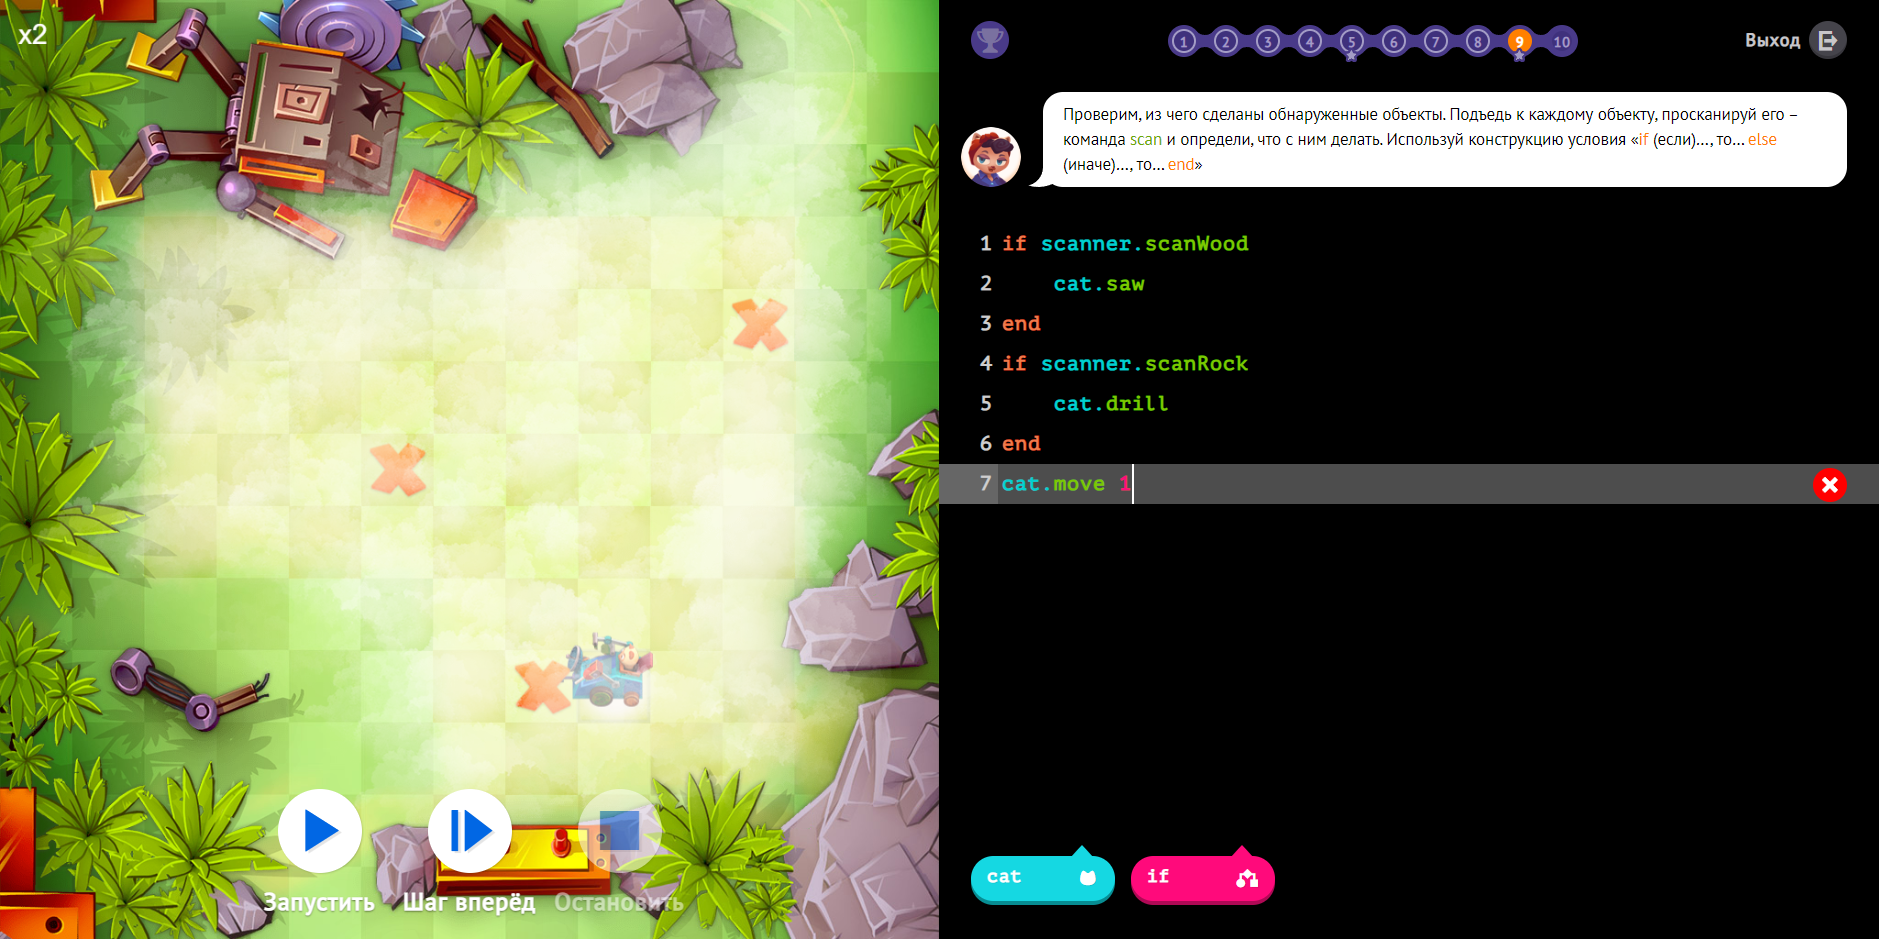 x2
1 2 3 4 5 6 7 8 9 10
Выход
Проверим, из чего сделаны обнаруженные объекты. Подъедь к каждому объекту, просканируй его –
команда scan и определи, что с ним делать. Используй конструкцию условия «if (если)..., то... else
(иначе)..., то... end»
1 if scanner.scanWood
2 cat.saw
3 end
4 if scanner.scanRock
5 cat.drill
6 end
7 cat.move 1
cat if
Запустить Шаг вперёд Остановить